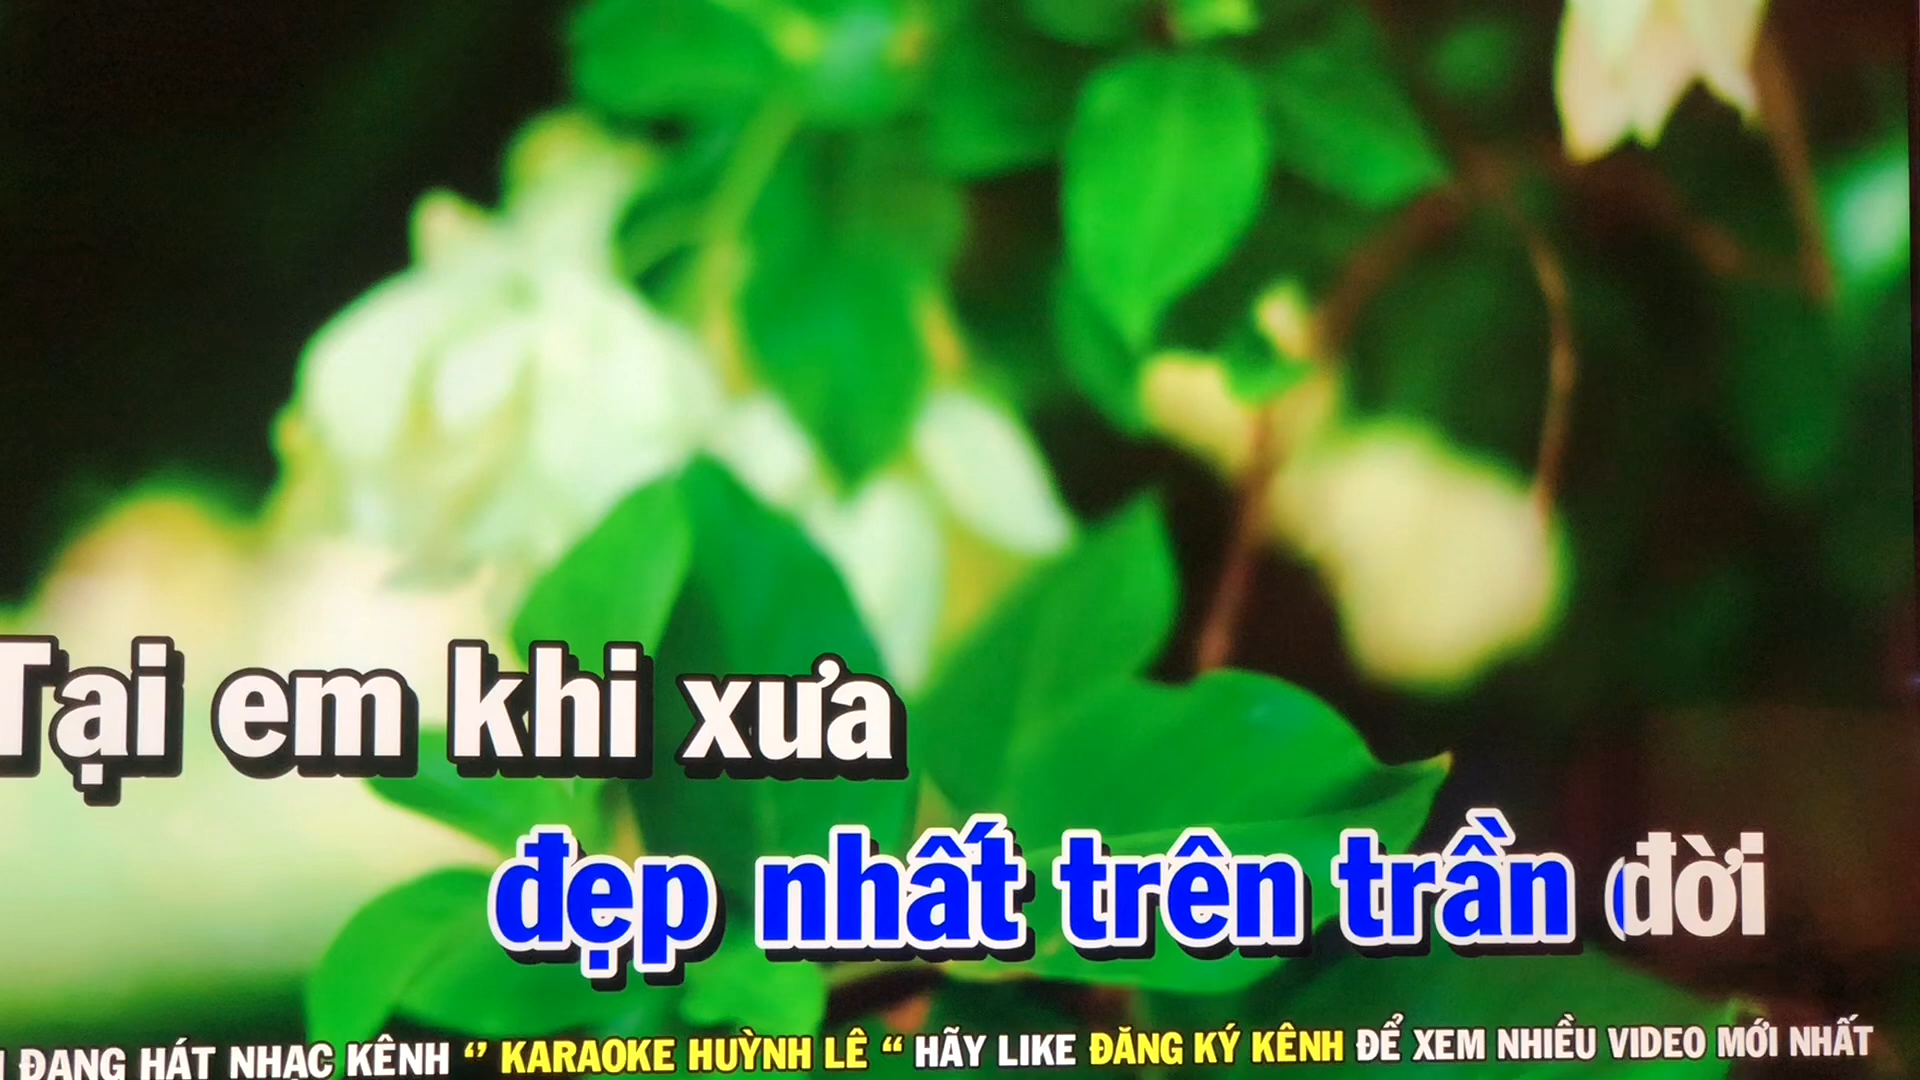 Tại em khi xưa
đẹp nhất trên trần đời
ĐANG HÁT NHẠC KÊNH ‘’ KARAOKE HUỲNH LÊ “ HÃY LIKE ĐĂNG KÝ KÊNH ĐỂ XEM NHIỀU VIDEO MỚI NHẤT